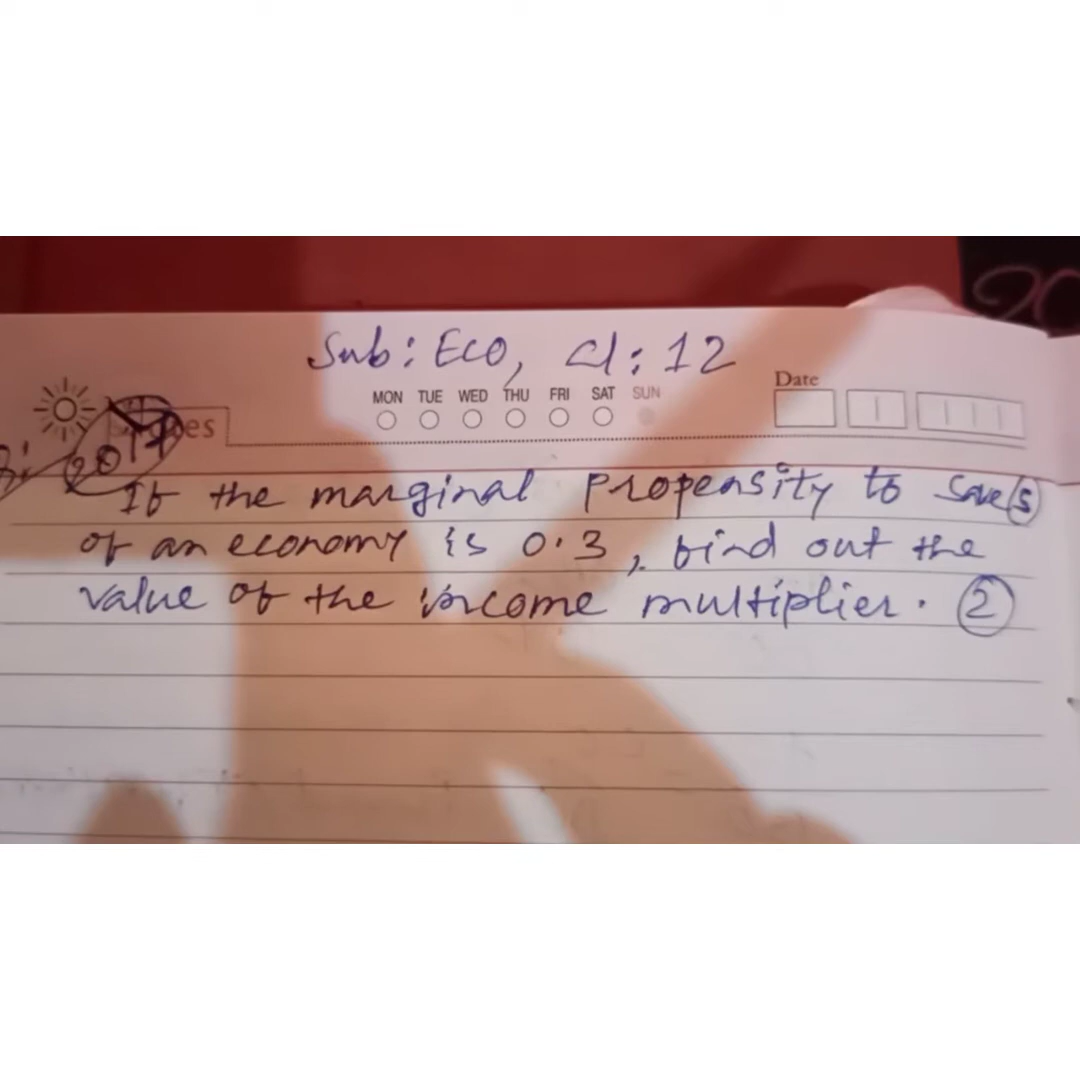 Sub: Eco, Cl: 12
MON TUE WED THU FRI SAT SUN
Date
2017
If the marginal propensity to save(s)
of an economy is 0.3, find out the
value of the income multiplier. 2
20